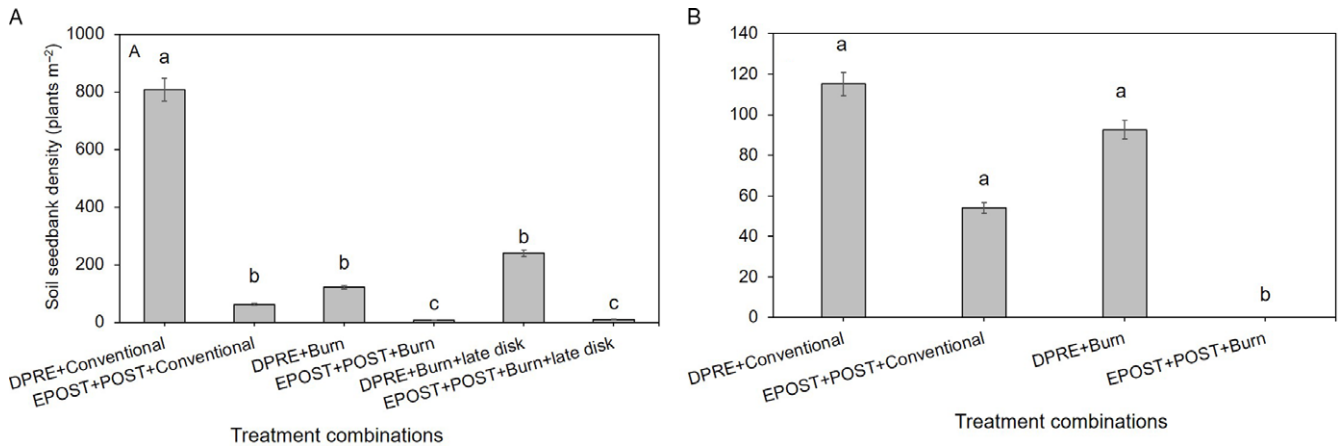 A
B
1000
800
600
400
200
0
Soil seedbank density (plants m⁻²)
A
a
b
b
c
b
c
DPRE+Conventional
EPOST+POST+Conventional
DPRE+Burn
EPOST+POST+Burn
DPRE+Burn+late disk
EPOST+POST+Burn+late disk
Treatment combinations
140
120
100
80
60
40
20
0
a
a
a
b
DPRE+Conventional
EPOST+POST+Conventional
DPRE+Burn
EPOST+POST+Burn
Treatment combinations